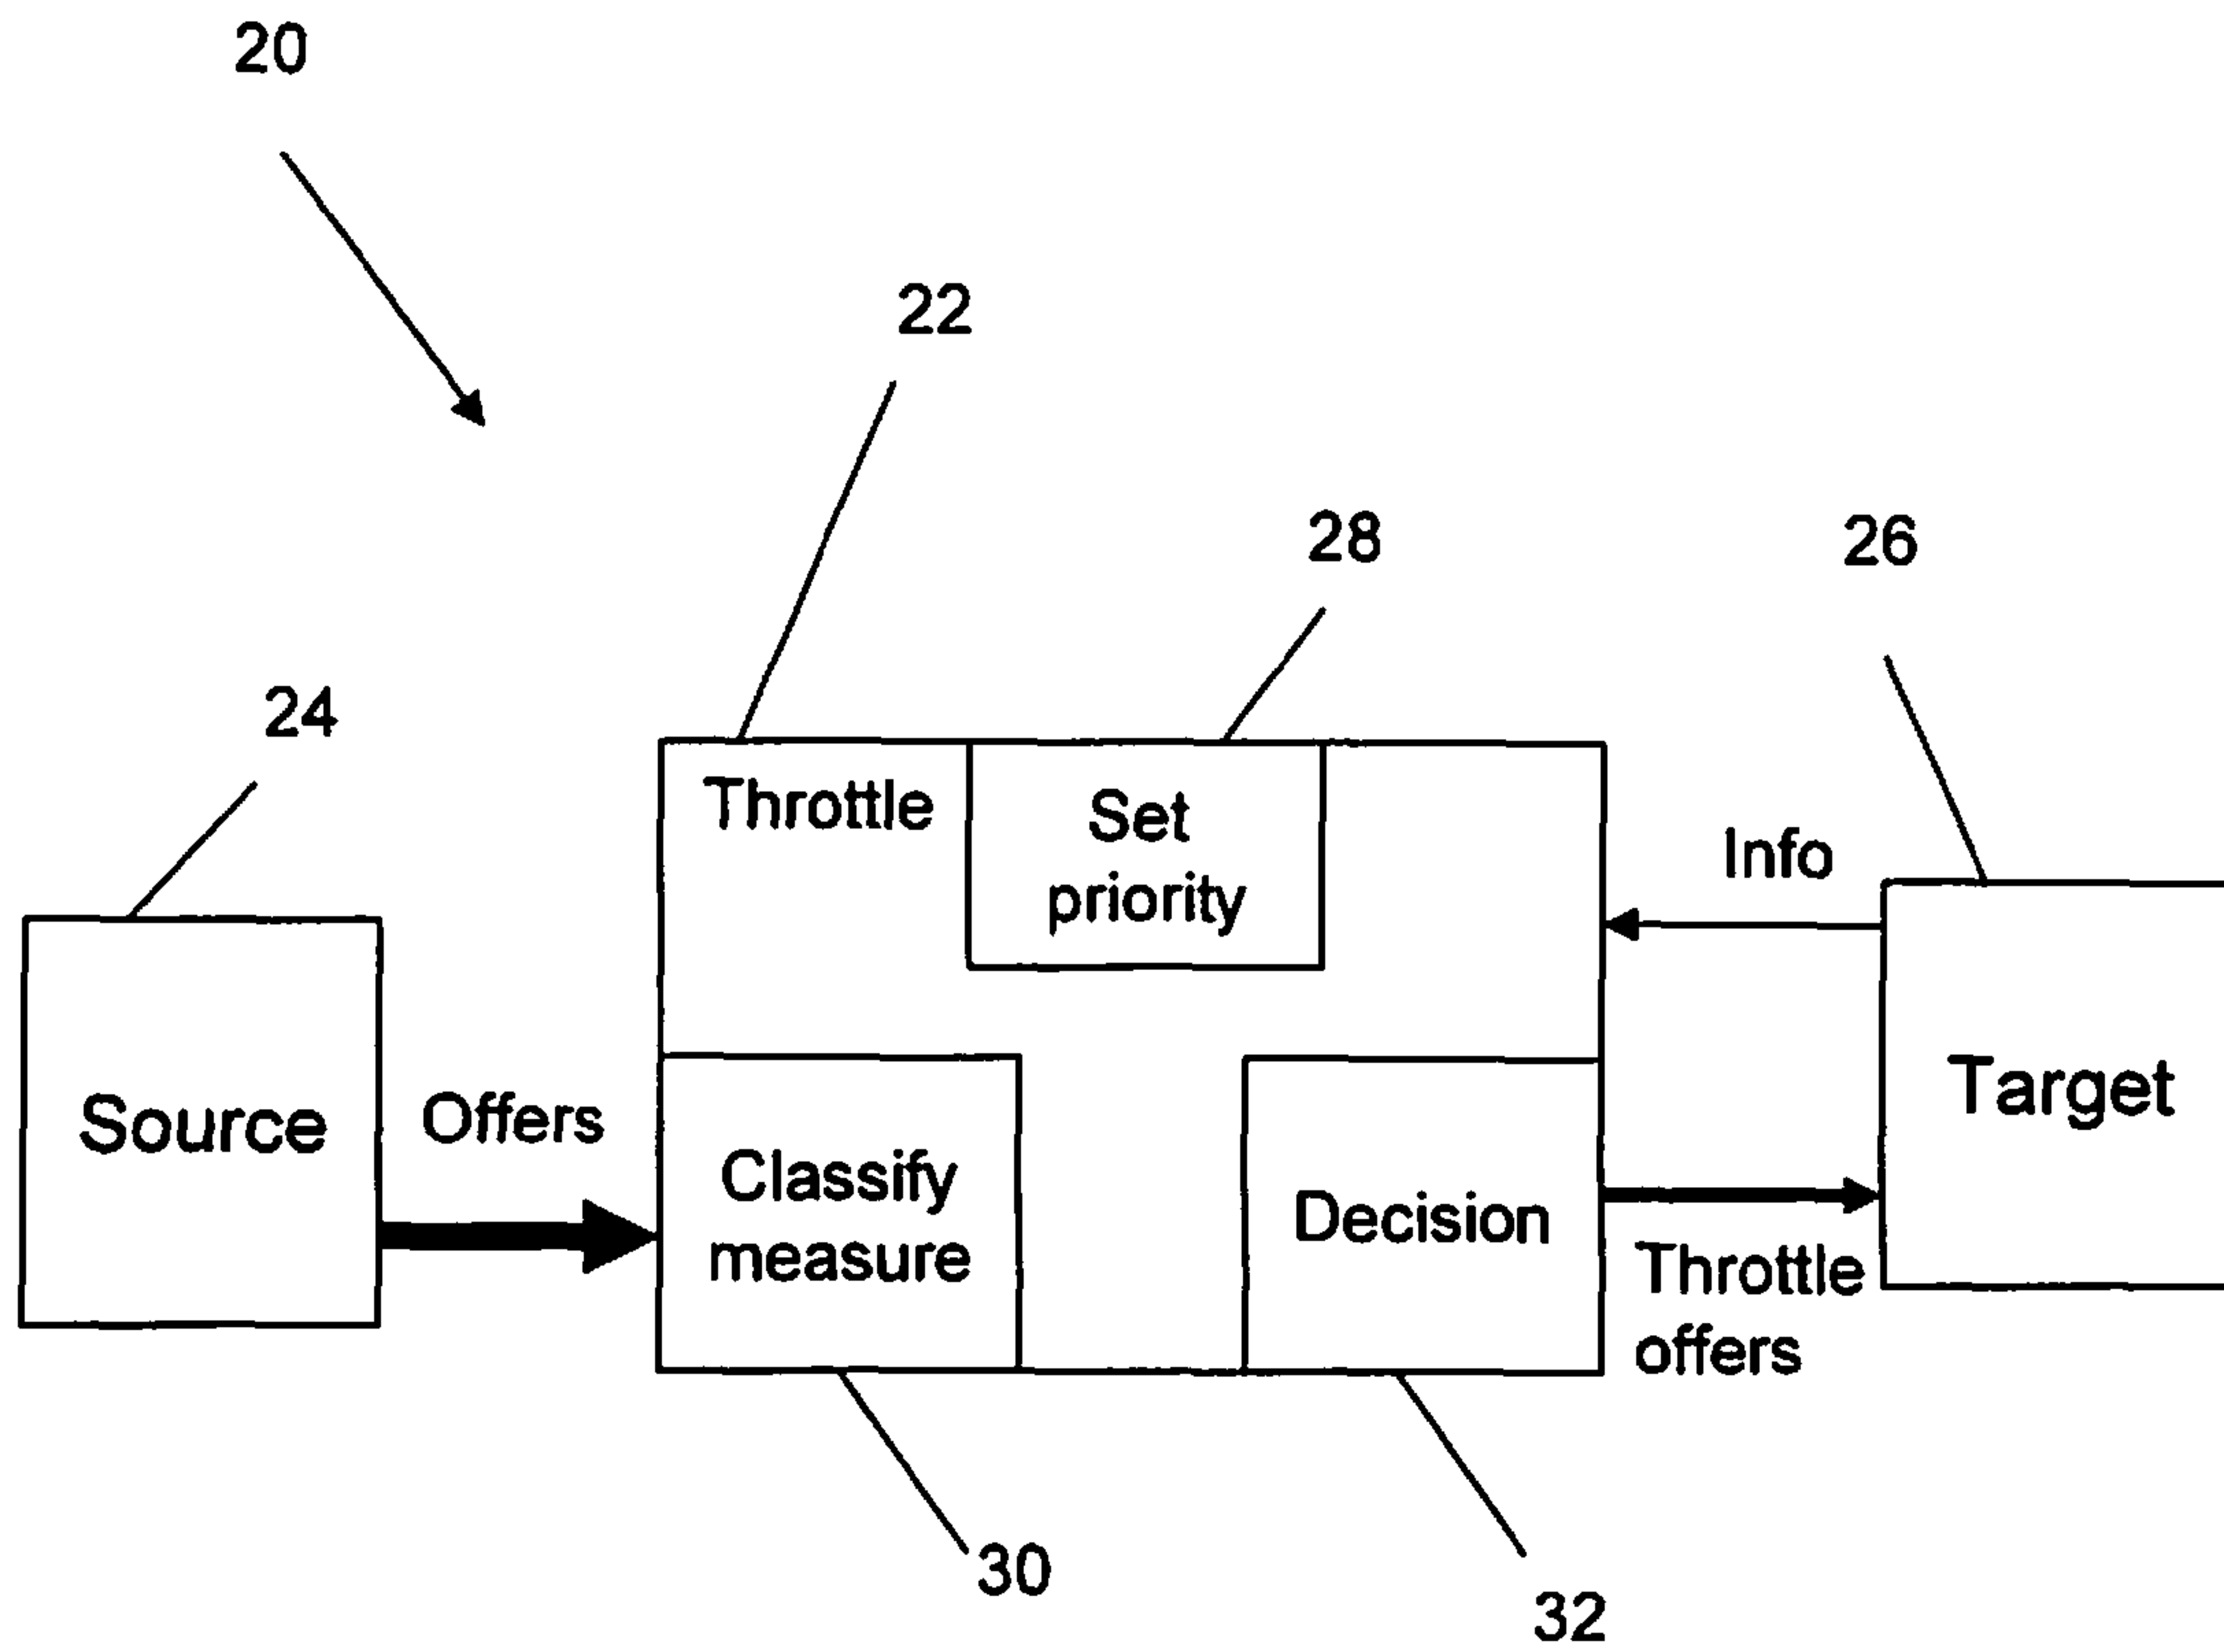 20
22
28
26
24
Throttle
Set
priority
Info
Source
Offers
Classify
measure
Decision
Target
Throttle
offers
30
32